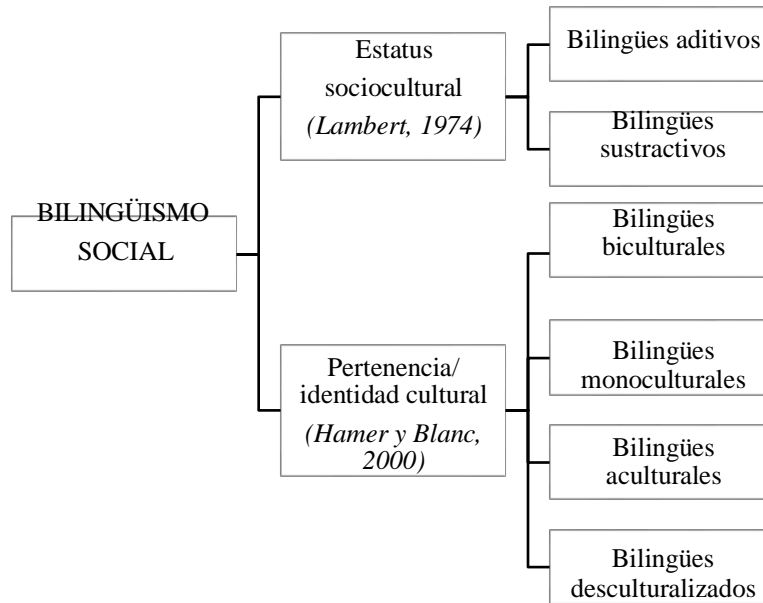 BILINGÜISMO
SOCIAL
Estatus
sociocultural
(Lambert, 1974)
Bilingües aditivos
Bilingües
sustractivos
Pertenencia/
identidad cultural
(Hamer y Blanc,
2000)
Bilingües
biculturales
Bilingües
monoculturales
Bilingües
aculturales
Bilingües
desculturalizados